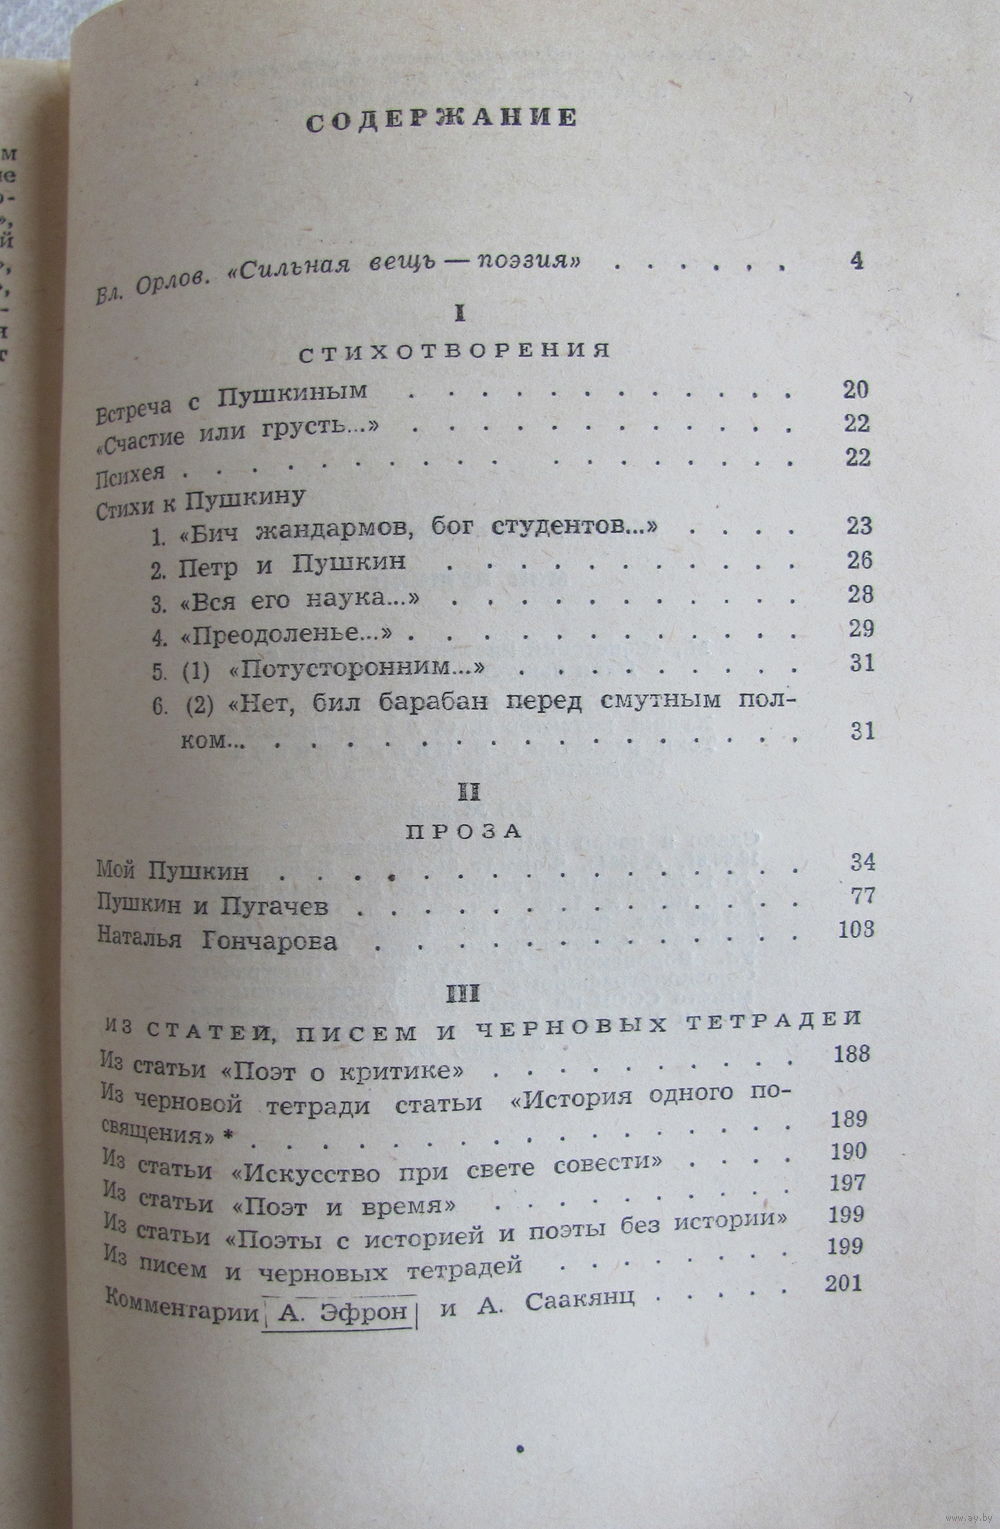 СОДЕРЖАНИЕ
Вл. Орлов. «Сильная вещь — поэзия» . . . . . . 4
I
СТИХОТВОРЕНИЯ
Встреча с Пушкиным . . . . . . . . . . . 20
«Счастие или грусть...» . . . . . . . . . . . 22
Психея . . . . . . . . . . . . . . . . 22
Стихи к Пушкину
1. «Бич жандармов, бог студентов...» . . . . 23
2. Петр и Пушкин . . . . . . . . . . 26
3. «Вся его наука...» . . . . . . . . . . 28
4. «Преодоленье...» . . . . . . . . . . . 29
5. (1) «Потусторонним...» . . . . . . . . 31
6. (2) «Нет, бил барабан перед смутным пол-
ком... . . . . . . . . . . . . . . . 31
II
ПРОЗА
Мой Пушкин . . . . . . . . . . . . . . . 34
Пушкин и Пугачев . . . . . . . . . . . . 77
Наталья Гончарова . . . . . . . . . . . . 103
III
ИЗ СТАТЕЙ, ПИСЕМ И ЧЕРНОВЫХ ТЕТРАДЕЙ
Из статьи «Поэт о критике» . . . . . . . . . 188
Из черновой тетради статьи «История одного по-
священия» * . . . . . . . . . . . . . . . 189
Из статьи «Искусство при свете совести» . . . . 190
Из статьи «Поэт и время» . . . . . . . . . 197
Из статьи «Поэты с историей и поэты без истории» 199
Из писем и черновых тетрадей . . . . . . . 199
Комментарии А. Эфрон и А. Саакянц . . . . . 201
www.ay.by